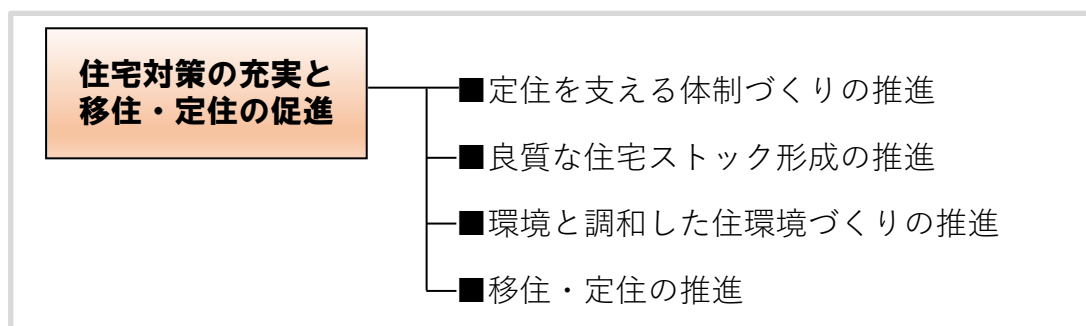 住宅対策の充実と
移住・定住の促進
■定住を支える体制づくりの推進
■良質な住宅ストック形成の推進
■環境と調和した住環境づくりの推進
■移住・定住の推進